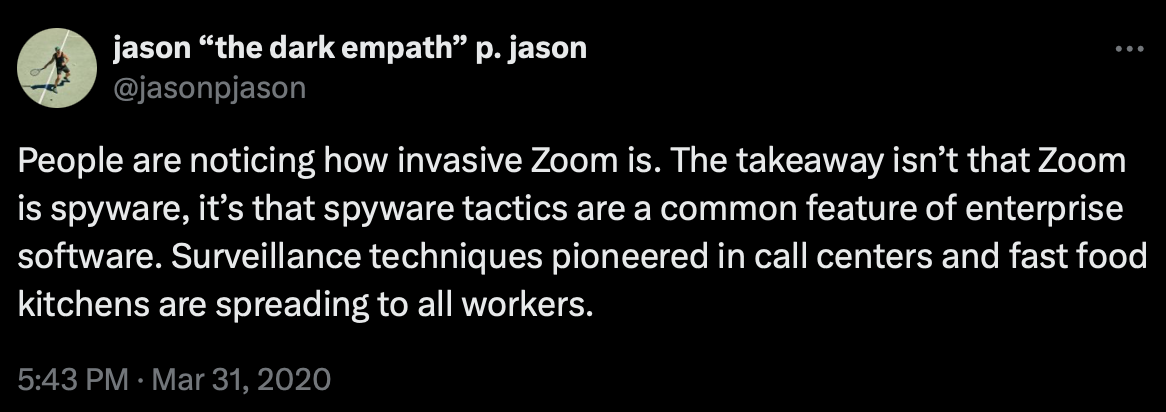 jason “the dark empath” p. jason
@jasonpjason
People are noticing how invasive Zoom is. The takeaway isn’t that Zoom
is spyware, it’s that spyware tactics are a common feature of enterprise
software. Surveillance techniques pioneered in call centers and fast food
kitchens are spreading to all workers.
5:43 PM · Mar 31, 2020